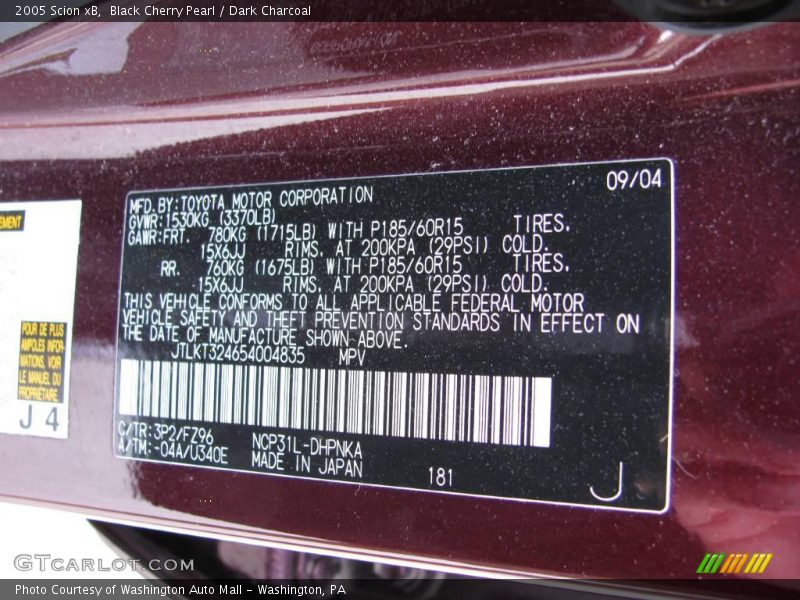 2005 Scion xB, Black Cherry Pearl / Dark Charcoal
09/04
MFD. BY: TOYOTA MOTOR CORPORATION
GVWR: 1530KG (3370LB)
GAWR: FRT. 780KG (1715LB) WITH P185/60R15 TIRES.
15X6JJ RIMS. AT 200KPA (29PSI) COLD.
RR. 760KG (1675LB) WITH P185/60R15 TIRES.
15X6JJ RIMS. AT 200KPA (29PSI) COLD.
THIS VEHICLE CONFORMS TO ALL APPLICABLE FEDERAL MOTOR
VEHICLE SAFETY AND THEFT PREVENTION STANDARDS IN EFFECT ON
THE DATE OF MANUFACTURE SHOWN ABOVE.
JTLKT324654004835 MPV
C/TR: 3P2/FZ96 NCP31L-DHPNKA
A/TM: -04A/U340E MADE IN JAPAN
181
J
POUR DE PLUS
AMPLES INFOR-
MATIONS, VOIR
LE MANUEL DU
PROPRIÉTAIRE
J 4
GTCARLOT.COM
Photo Courtesy of Washington Auto Mall - Washington, PA